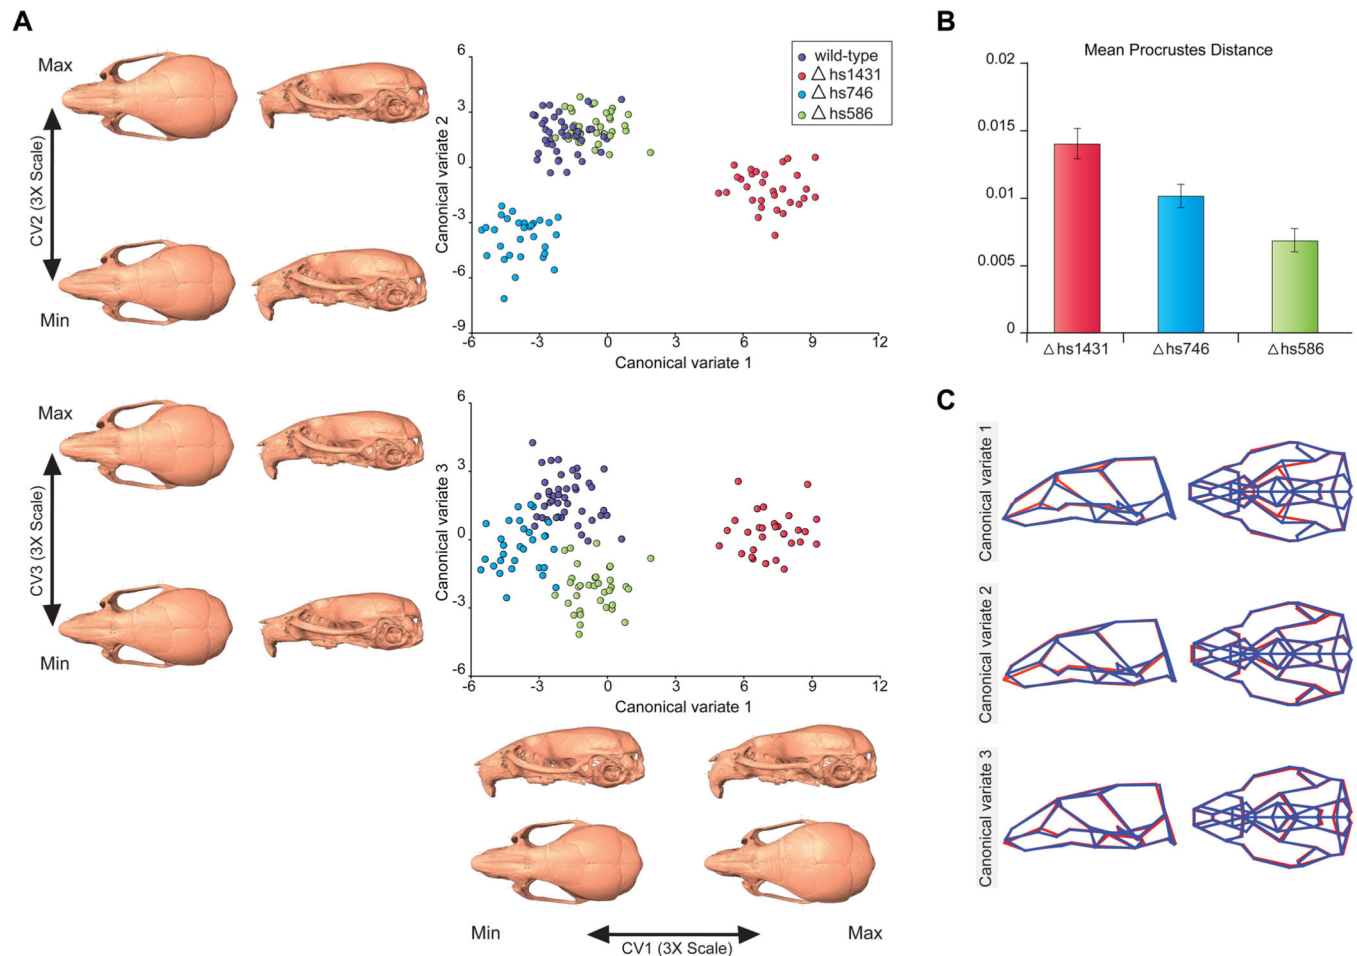 A
Max
CV2 (3X Scale)
Min
6
3
0
-3
-6
-9
Canonical variate 2
-6 -3 0 3 6 9 12
Canonical variate 1
wild-type
△ hs1431
△ hs746
△ hs586
Max
CV3 (3X Scale)
Min
6
3
0
-3
-6
Canonical variate 3
-6 -3 0 3 6 9 12
Canonical variate 1
Min
CV1 (3X Scale)
Max
B
Mean Procrustes Distance
0.02
0.015
0.01
0.005
0
△hs1431 △hs746 △hs586
C
Canonical variate 1
Canonical variate 2
Canonical variate 3